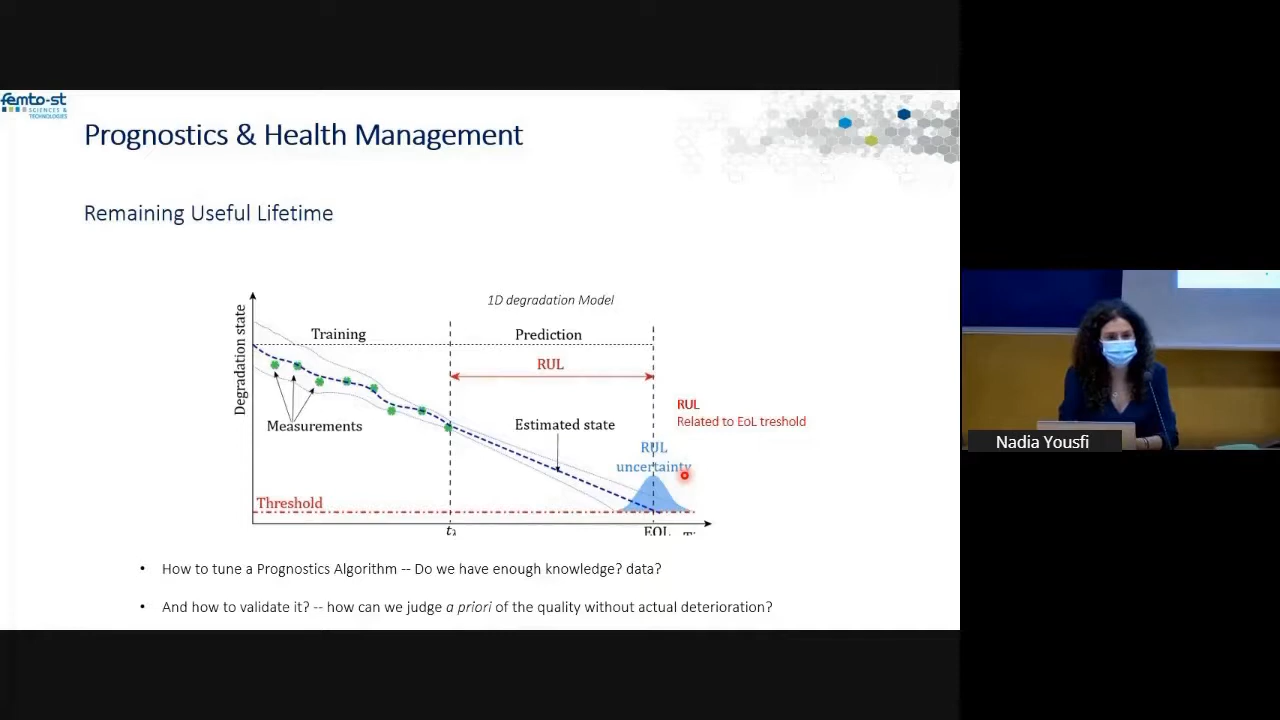 femto-st
SCIENCES &
TECHNOLOGIES
Prognostics & Health Management
Remaining Useful Lifetime
1D degradation Model
Degradation state
Training
Prediction
RUL
RUL
Related to EoL treshold
Measurements
Estimated state
RUL
uncertainty
Threshold
EOL
• How to tune a Prognostics Algorithm -- Do we have enough knowledge? data?
• And how to validate it? -- how can we judge a priori of the quality without actual deterioration?
Nadia Yousfi